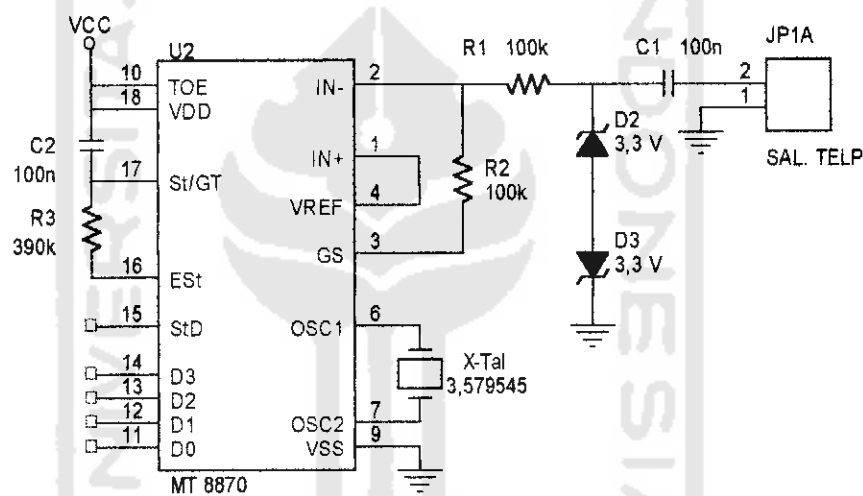 VCC
U2
10
TOE
18
VDD
C2
100n
17
St/GT
R3
390k
16
ESt
15
StD
14
D3
13
D2
12
D1
11
D0
MT 8870
2
IN-
1
IN+
4
VREF
3
GS
6
OSC1
7
OSC2
9
VSS
R1 100k
R2
100k
X-Tal
3,579545
C1 100n
D2
3,3 V
D3
3,3 V
JP1A
2
1
SAL. TELP
NIVERSITA
NDONESIA